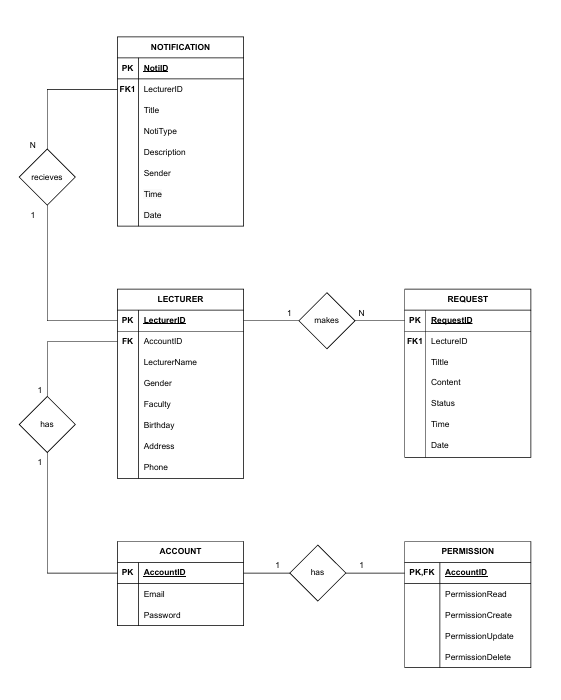 NOTIFICATION
PK NotiID
FK1 LecturerID
Title
NotiType
Description
Sender
Time
Date
N
recieves
1
LECTURER
PK LecturerID
FK AccountID
LecturerName
Gender
Faculty
Birthday
Address
Phone
1
makes
N
REQUEST
PK RequestID
FK1 LectureID
Tiltle
Content
Status
Time
Date
1
has
1
ACCOUNT
PK AccountID
Email
Password
1
has
1
PERMISSION
PK,FK AccountID
PermissionRead
PermissionCreate
PermissionUpdate
PermissionDelete